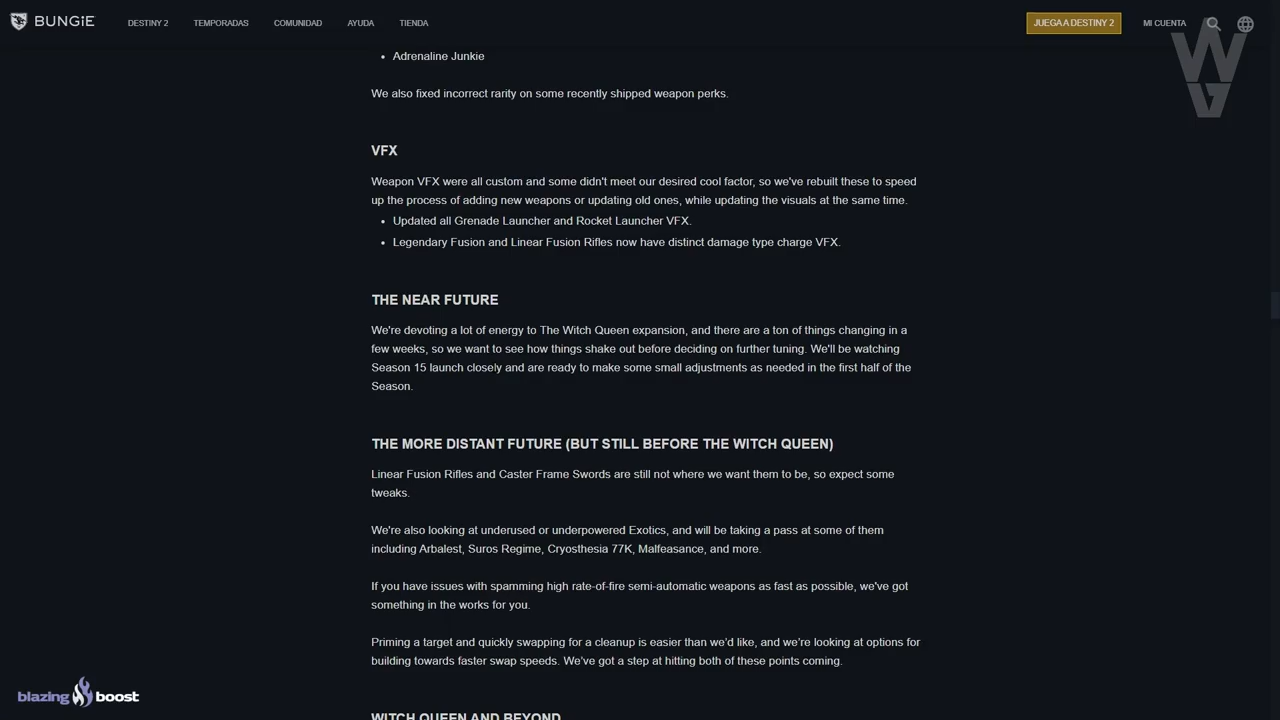 BUNGiE DESTINY 2 TEMPORADAS COMUNIDAD AYUDA TIENDA JUEGA A DESTINY 2 MI CUENTA
• Adrenaline Junkie
We also fixed incorrect rarity on some recently shipped weapon perks.
VFX
Weapon VFX were all custom and some didn't meet our desired cool factor, so we've rebuilt these to speed
up the process of adding new weapons or updating old ones, while updating the visuals at the same time.
• Updated all Grenade Launcher and Rocket Launcher VFX.
• Legendary Fusion and Linear Fusion Rifles now have distinct damage type charge VFX.
THE NEAR FUTURE
We're devoting a lot of energy to The Witch Queen expansion, and there are a ton of things changing in a
few weeks, so we want to see how things shake out before deciding on further tuning. We'll be watching
Season 15 launch closely and are ready to make some small adjustments as needed in the first half of the
Season.
THE MORE DISTANT FUTURE (BUT STILL BEFORE THE WITCH QUEEN)
Linear Fusion Rifles and Caster Frame Swords are still not where we want them to be, so expect some
tweaks.
We're also looking at underused or underpowered Exotics, and will be taking a pass at some of them
including Arbalest, Suros Regime, Cryosthesia 77K, Malfeasance, and more.
If you have issues with spamming high rate-of-fire semi-automatic weapons as fast as possible, we've got
something in the works for you.
Priming a target and quickly swapping for a cleanup is easier than we’d like, and we’re looking at options for
building towards faster swap speeds. We’ve got a step at hitting both of these points coming.
blazing boost
WITCH QUEEN AND BEYOND